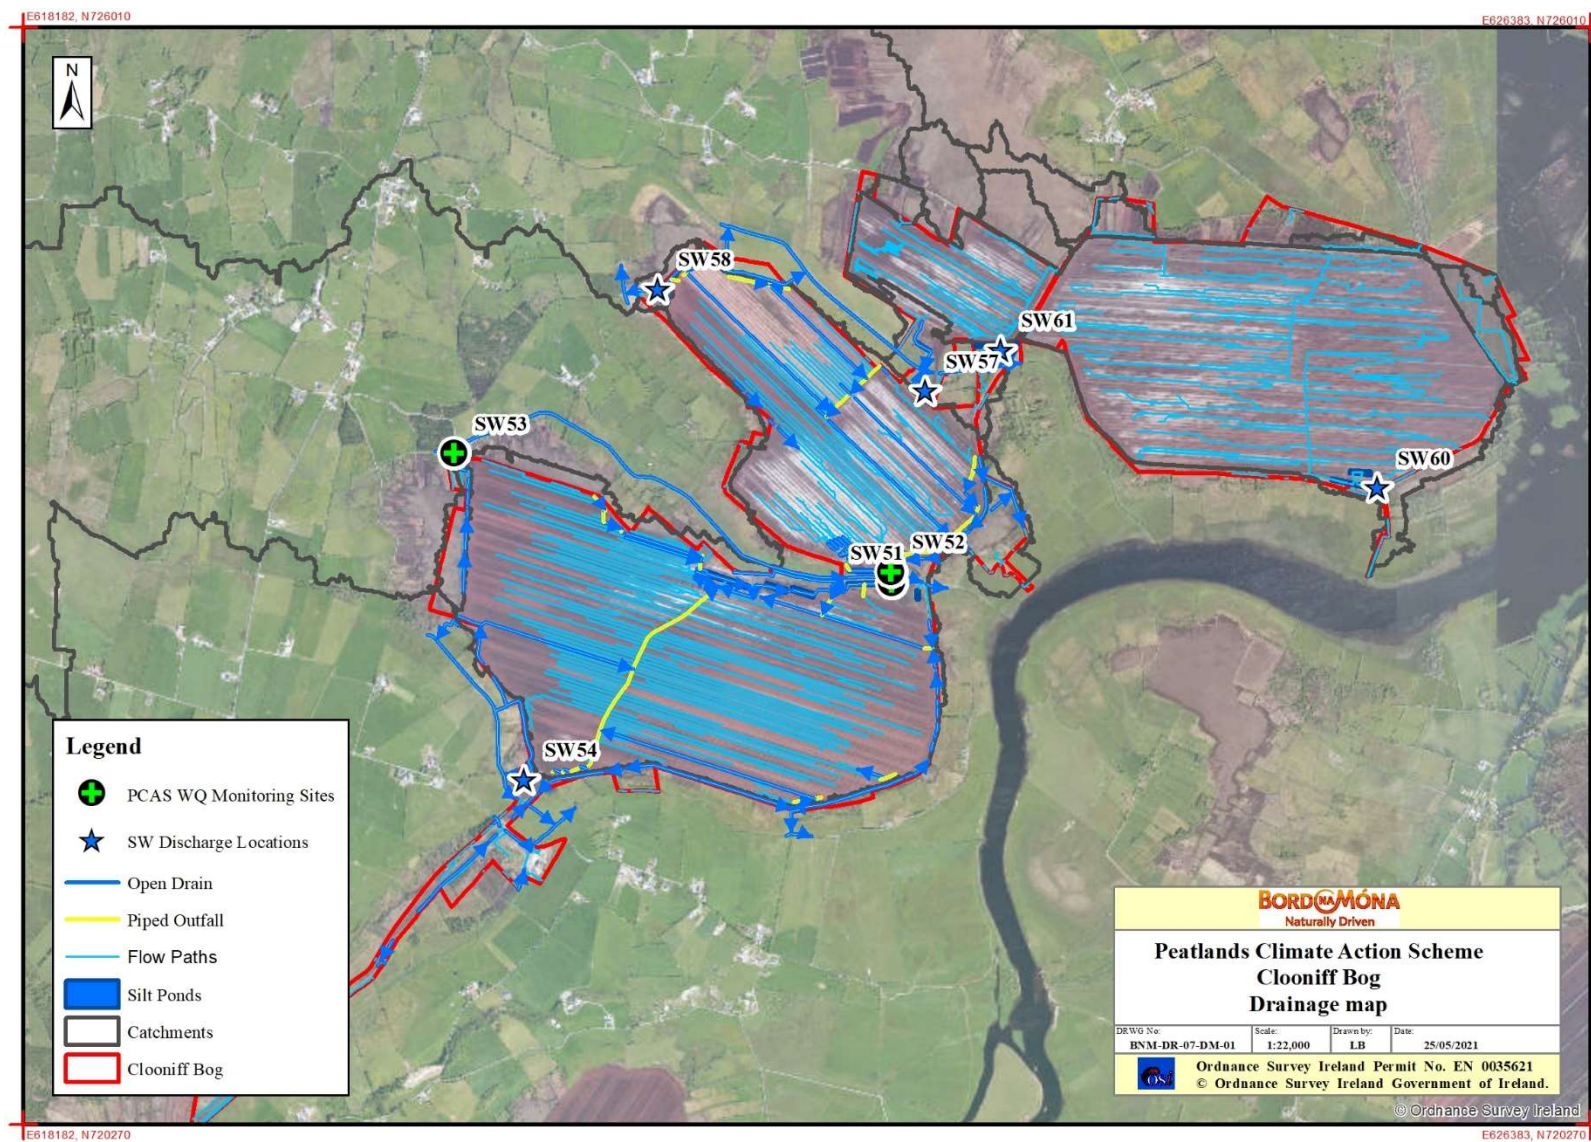 E618182, N726010
E626383, N726010
N
SW58
SW61
SW57
SW53
SW60
SW52
SW51
SW54
Legend
PCAS WQ Monitoring Sites
SW Discharge Locations
Open Drain
Piped Outfall
Flow Paths
Silt Ponds
Catchments
Clooniff Bog
BORD NA MÓNA
Naturally Driven
Peatlands Climate Action Scheme
Clooniff Bog
Drainage map
DRWG No: Scale: Drawn by: Date:
BNM-DR-07-DM-01 1:22,000 LB 25/05/2021
OSi
Ordnance Survey Ireland Permit No. EN 0035621
© Ordnance Survey Ireland Government of Ireland.
© Ordnance Survey Ireland
E618182, N720270
E626383, N720270